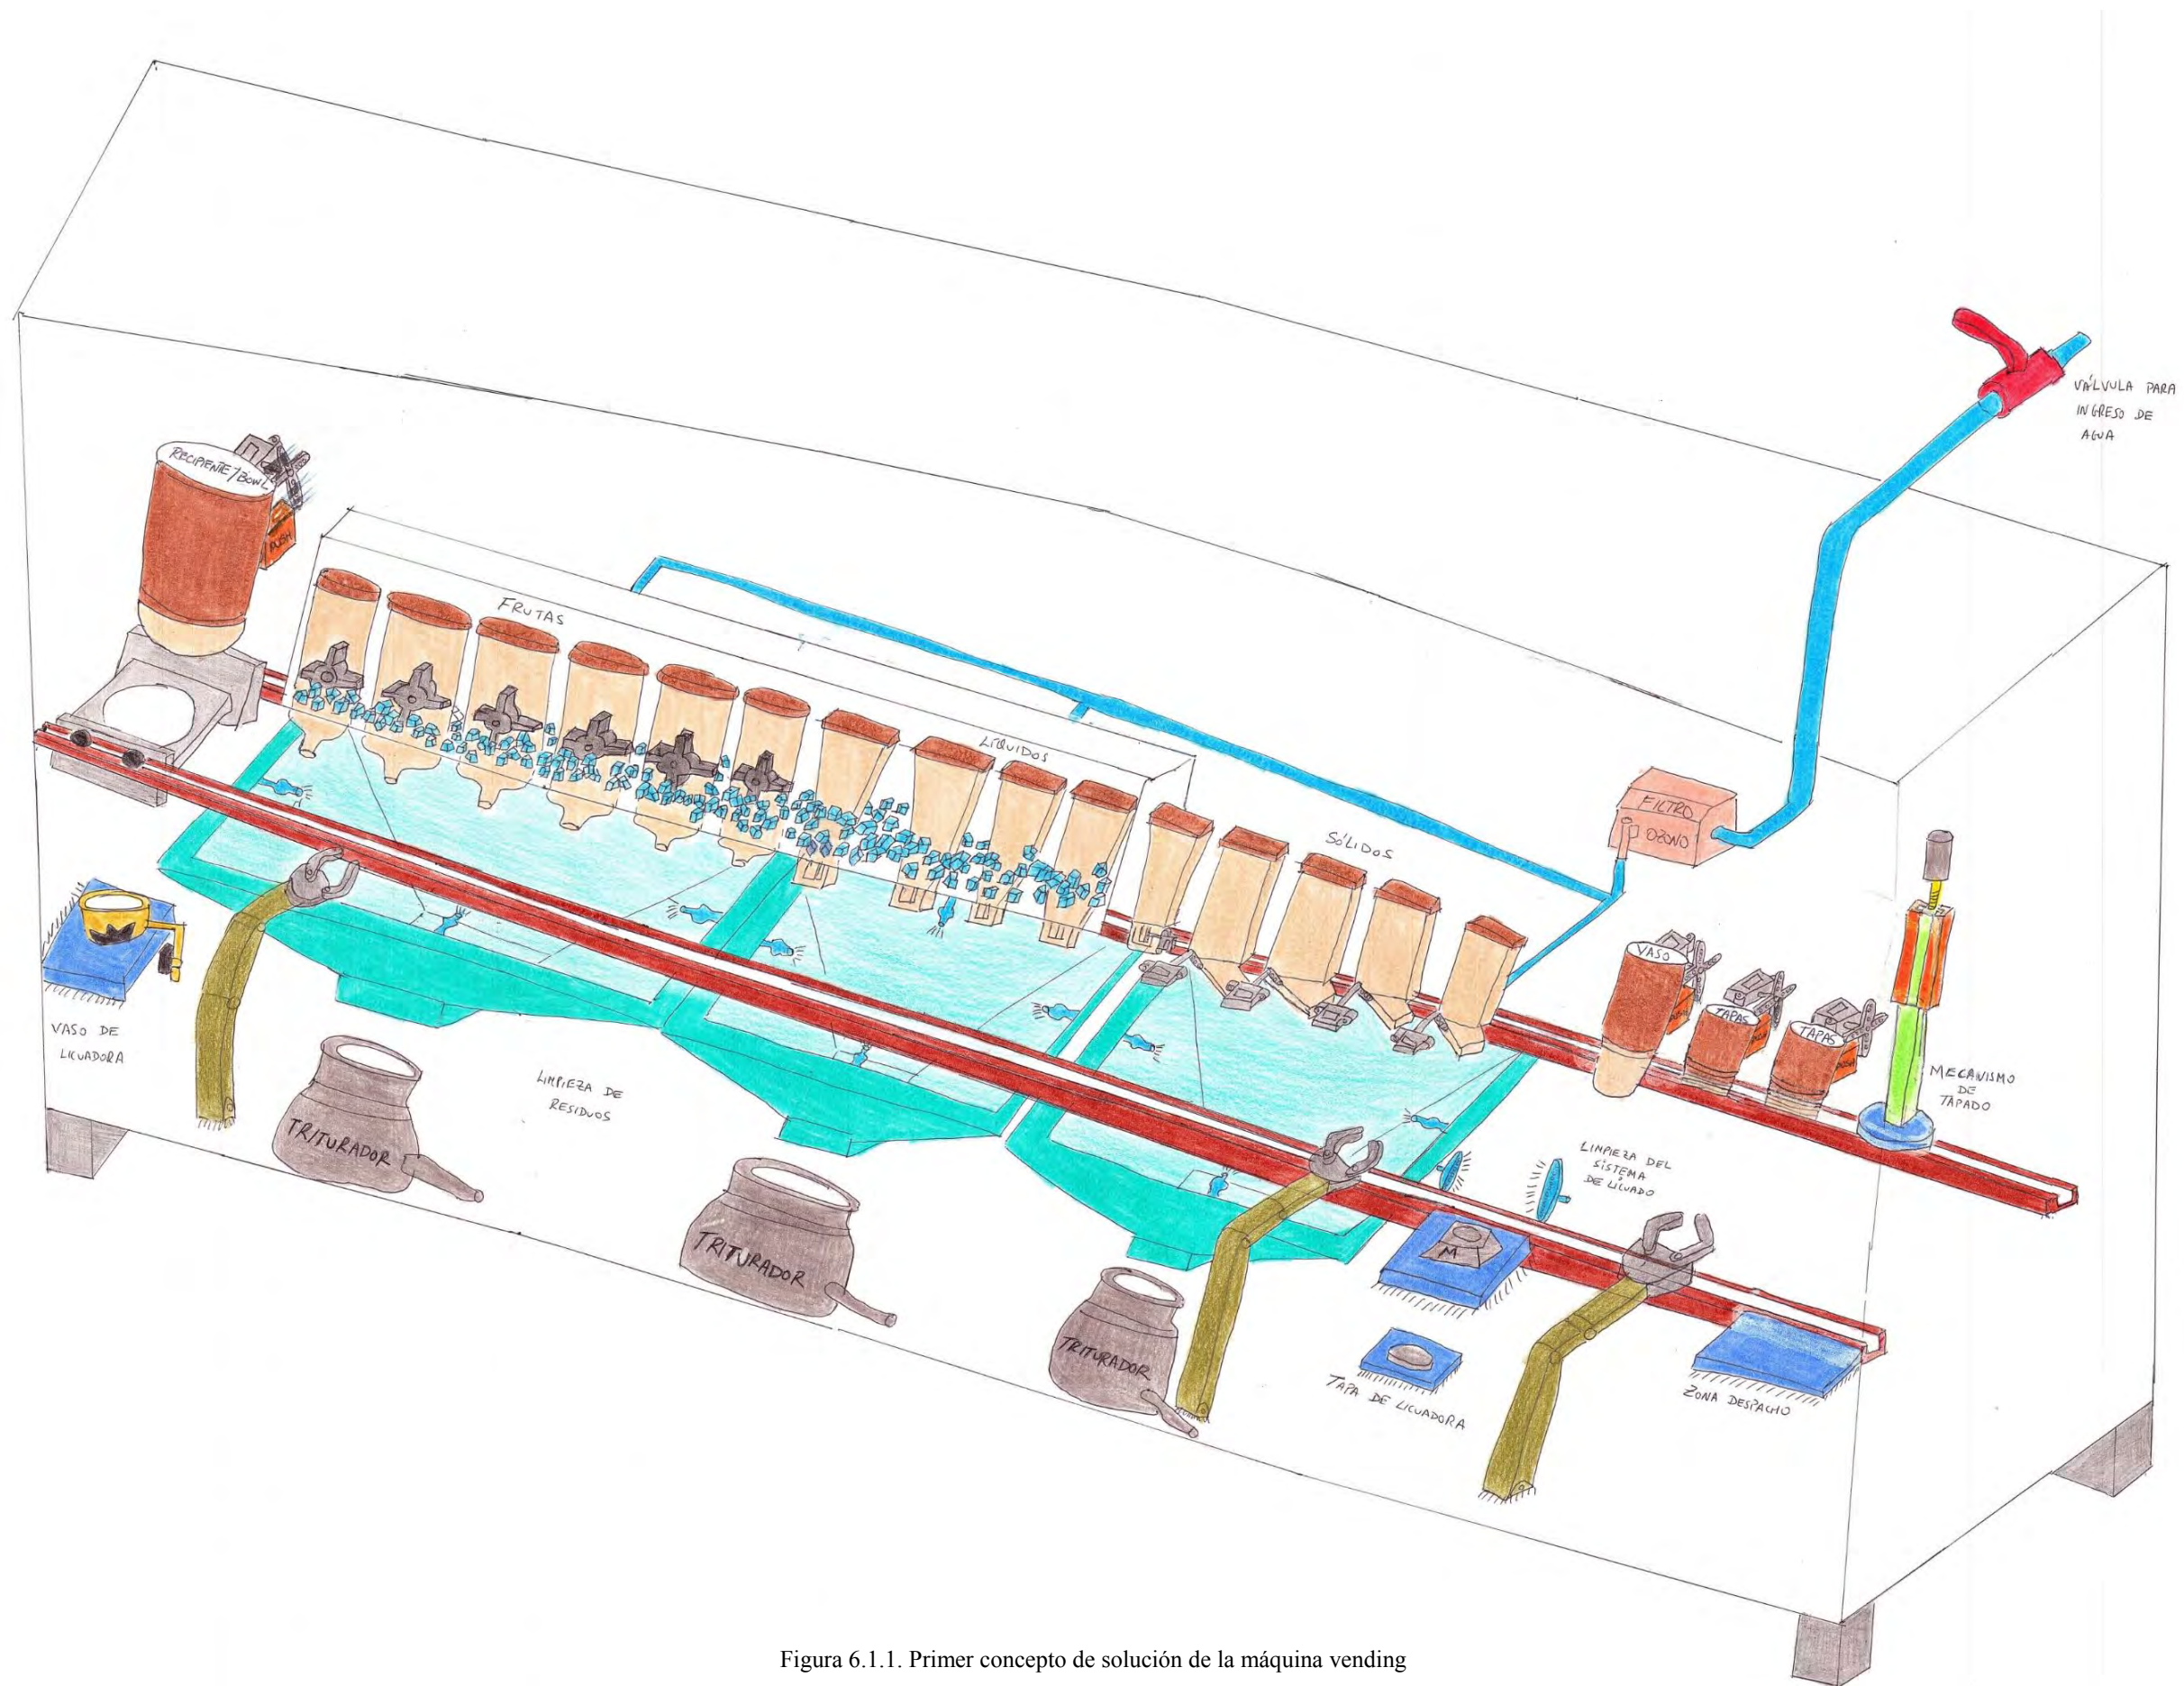 VÁLVULA PARA
INGRESO DE
AGUA
RECIPIENTE/BOWL
PUSH
FRUTAS
LÍQUIDOS
SÓLIDOS
FILTRO
OZONO
VASO
TAPAS
TAPAS
MECANISMO
DE
TAPADO
VASO DE
LICUADORA
TRITURADOR
LIMPIEZA DE
RESIDUOS
TRITURADOR
TRITURADOR
LIMPIEZA DEL
SISTEMA
DE LICUADO
M
TAPA DE LICUADORA
ZONA DESPACHO
Figura 6.1.1. Primer concepto de solución de la máquina vending